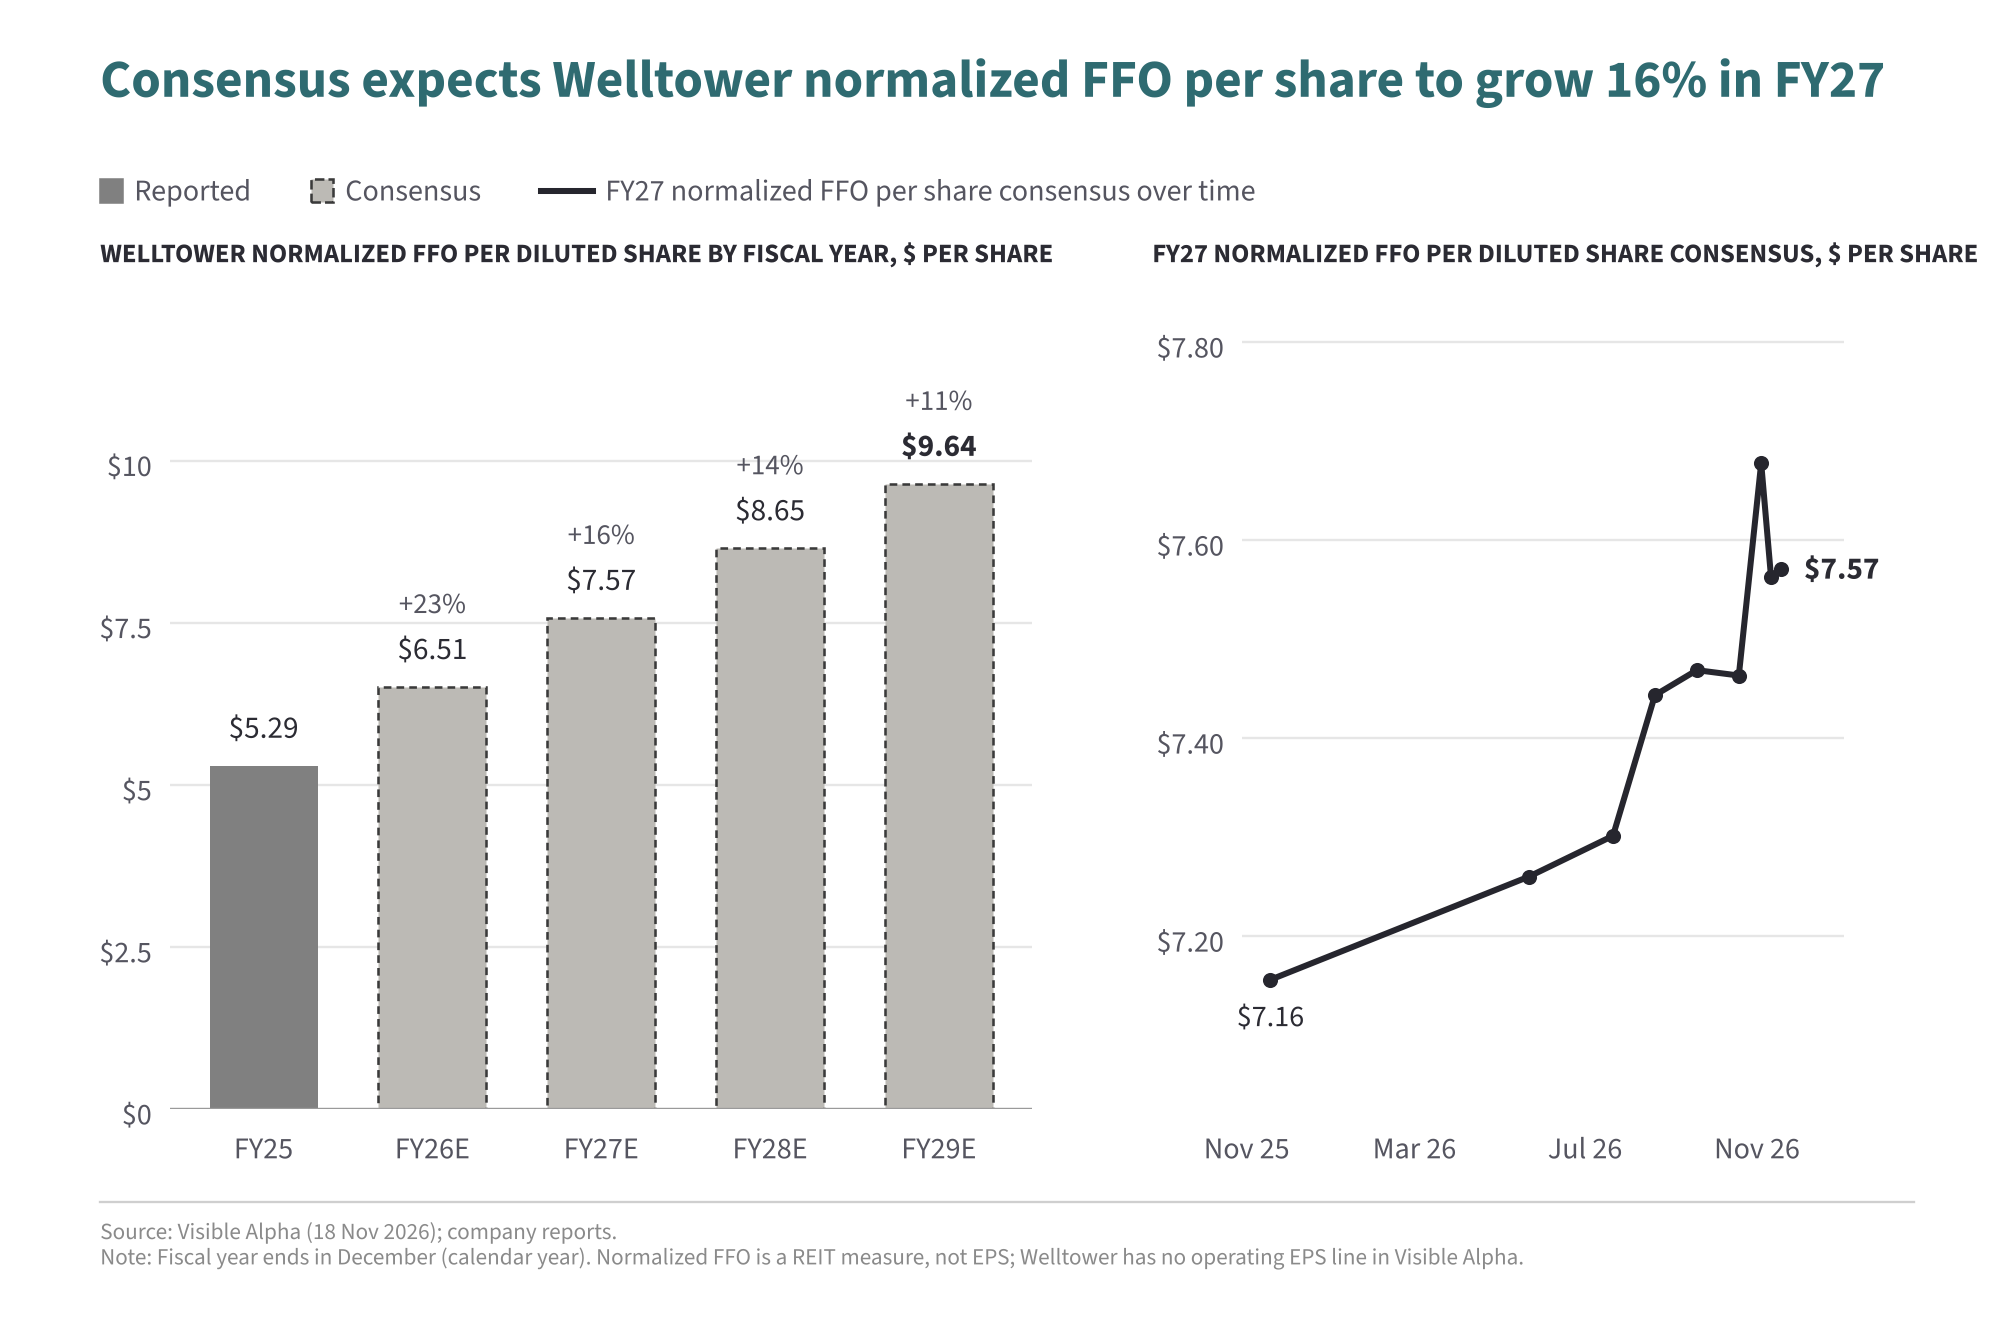 Consensus expects Welltower normalized FFO per share to grow 16% in FY27
Reported
Consensus
FY27 normalized FFO per share consensus over time
WELLTOWER NORMALIZED FFO PER DILUTED SHARE BY FISCAL YEAR, $ PER SHARE
$10
$7.5
$5
$2.5
$0
$5.29
+23%
$6.51
+16%
$7.57
+14%
$8.65
+11%
$9.64
FY25
FY26E
FY27E
FY28E
FY29E
FY27 NORMALIZED FFO PER DILUTED SHARE CONSENSUS, $ PER SHARE
$7.80
$7.60
$7.40
$7.20
$7.57
$7.16
Nov 25
Mar 26
Jul 26
Nov 26
Source: Visible Alpha (18 Nov 2026); company reports.
Note: Fiscal year ends in December (calendar year). Normalized FFO is a REIT measure, not EPS; Welltower has no operating EPS line in Visible Alpha.